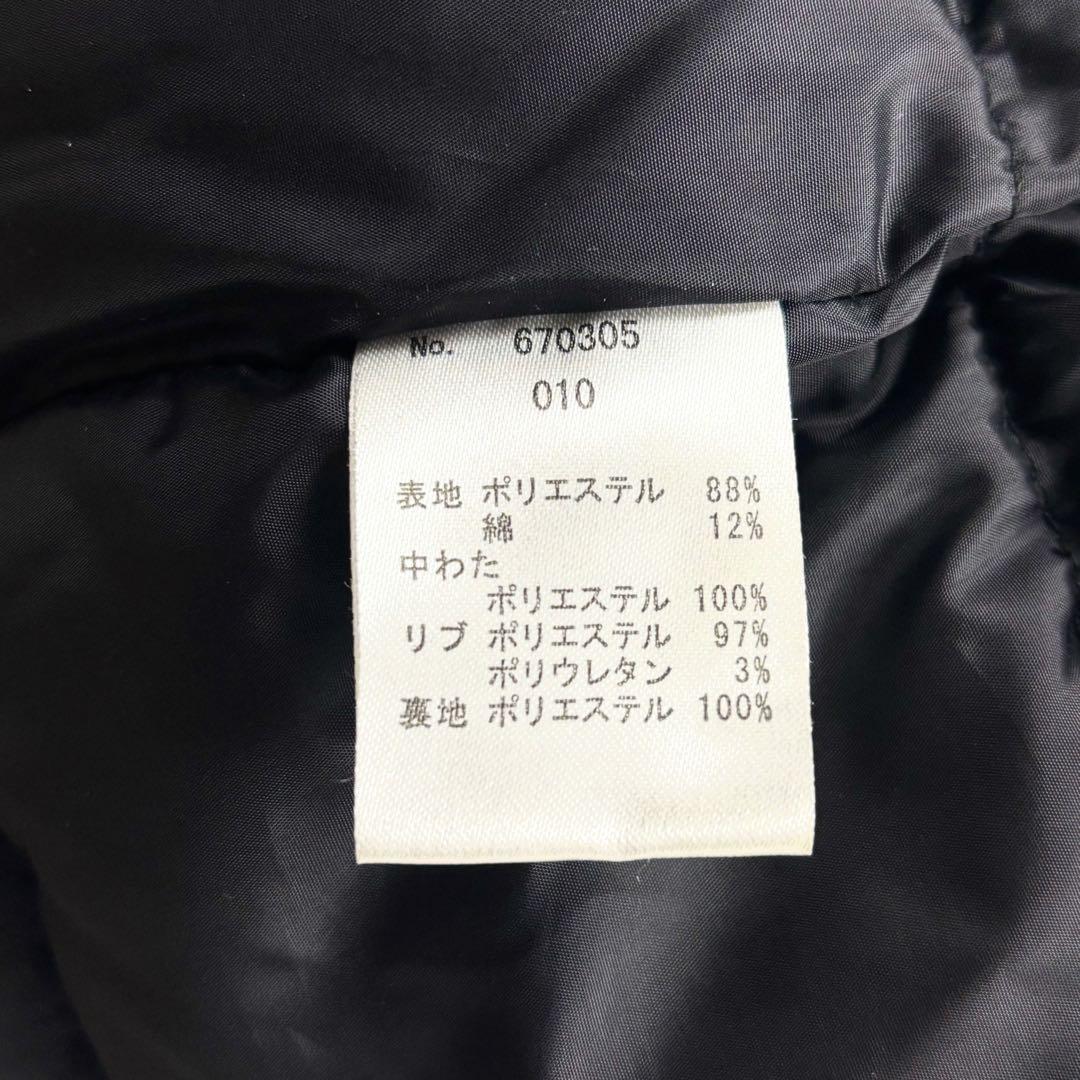 No. 670305
010
表地 ポリエステル 88%
綿 12%
中わた
ポリエステル 100%
リブ ポリエステル 97%
ポリウレタン 3%
裏地 ポリエステル 100%